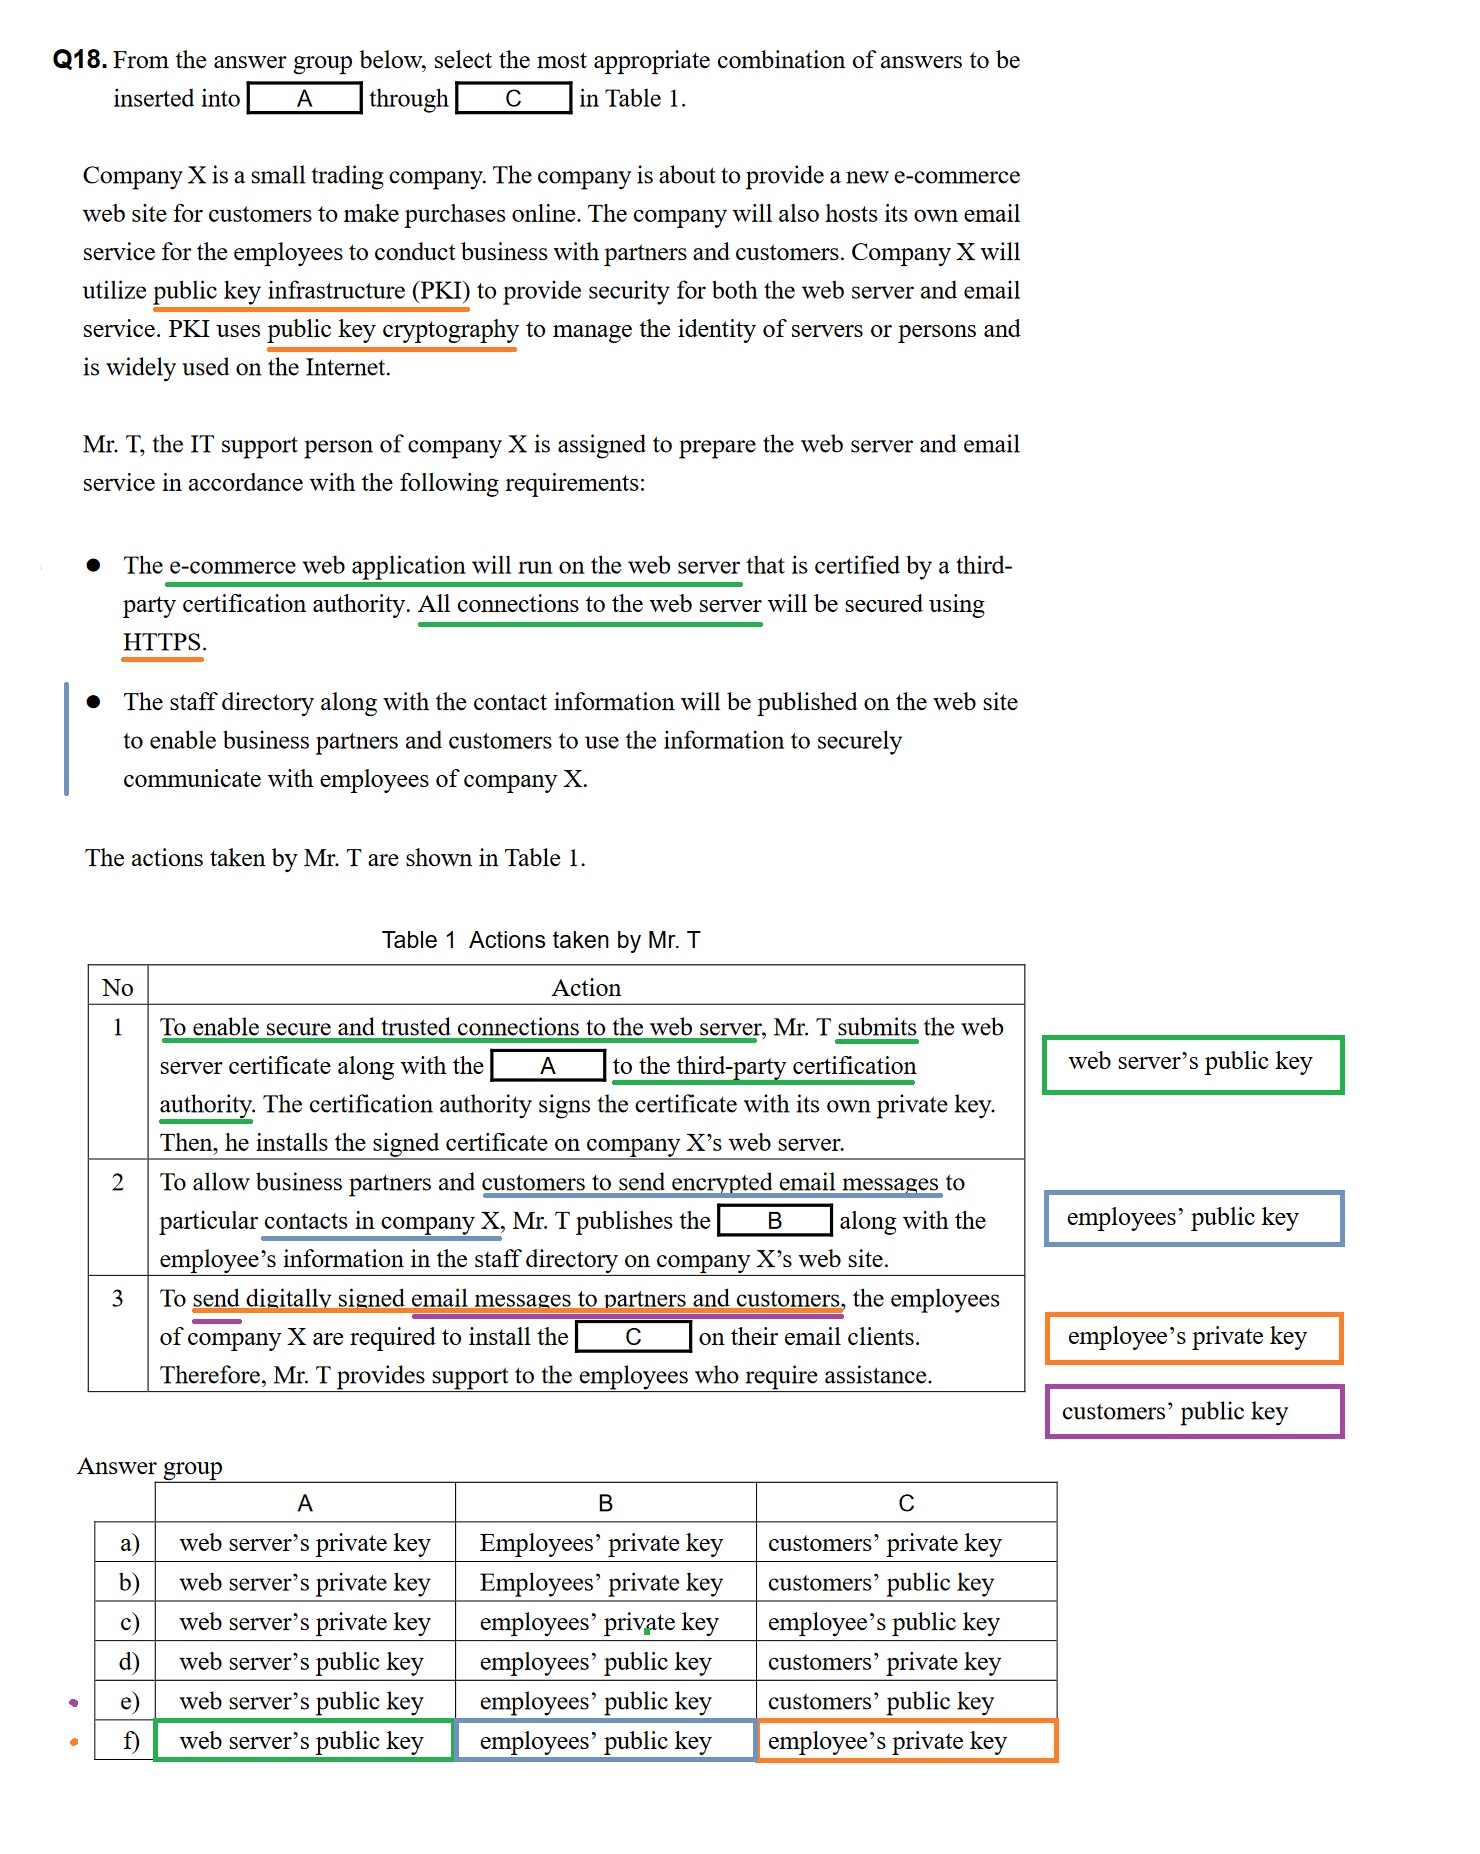 Q18. From the answer group below, select the most appropriate combination of answers to be
inserted into A through C in Table 1.
Company X is a small trading company. The company is about to provide a new e-commerce
web site for customers to make purchases online. The company will also hosts its own email
service for the employees to conduct business with partners and customers. Company X will
utilize public key infrastructure (PKI) to provide security for both the web server and email
service. PKI uses public key cryptography to manage the identity of servers or persons and
is widely used on the Internet.
Mr. T, the IT support person of company X is assigned to prepare the web server and email
service in accordance with the following requirements:
● The e-commerce web application will run on the web server that is certified by a third-
party certification authority. All connections to the web server will be secured using
HTTPS.
● The staff directory along with the contact information will be published on the web site
to enable business partners and customers to use the information to securely
communicate with employees of company X.
The actions taken by Mr. T are shown in Table 1.
Table 1 Actions taken by Mr. T
No Action
1 To enable secure and trusted connections to the web server, Mr. T submits the web
server certificate along with the A to the third-party certification
authority. The certification authority signs the certificate with its own private key.
Then, he installs the signed certificate on company X's web server.
web server's public key
2 To allow business partners and customers to send encrypted email messages to
particular contacts in company X, Mr. T publishes the B along with the
employee's information in the staff directory on company X's web site.
employees' public key
3 To send digitally signed email messages to partners and customers, the employees
of company X are required to install the C on their email clients.
Therefore, Mr. T provides support to the employees who require assistance.
employee's private key
customers' public key
Answer group
A B C
a) web server's private key Employees' private key customers' private key
b) web server's private key Employees' private key customers' public key
c) web server's private key employees' private key employee's public key
d) web server's public key employees' public key customers' private key
e) web server's public key employees' public key customers' public key
f) web server's public key employees' public key employee's private key